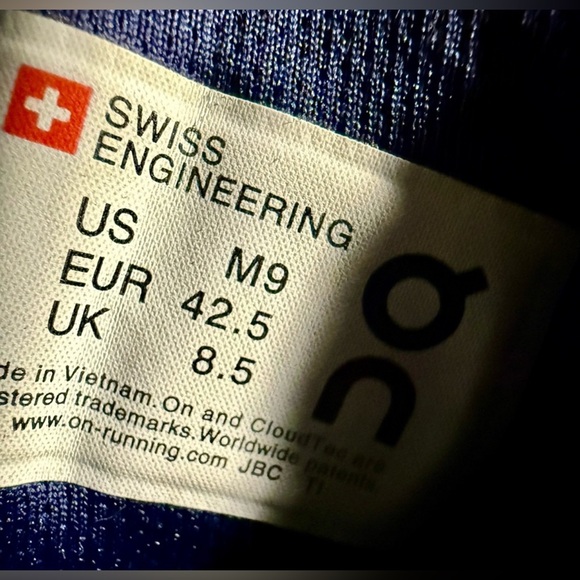 SWISS
ENGINEERING
US M9
EUR 42.5
UK 8.5
de in Vietnam. On and CloudTec are
stered trademarks. Worldwide patents
www.on-running.com JBC
On